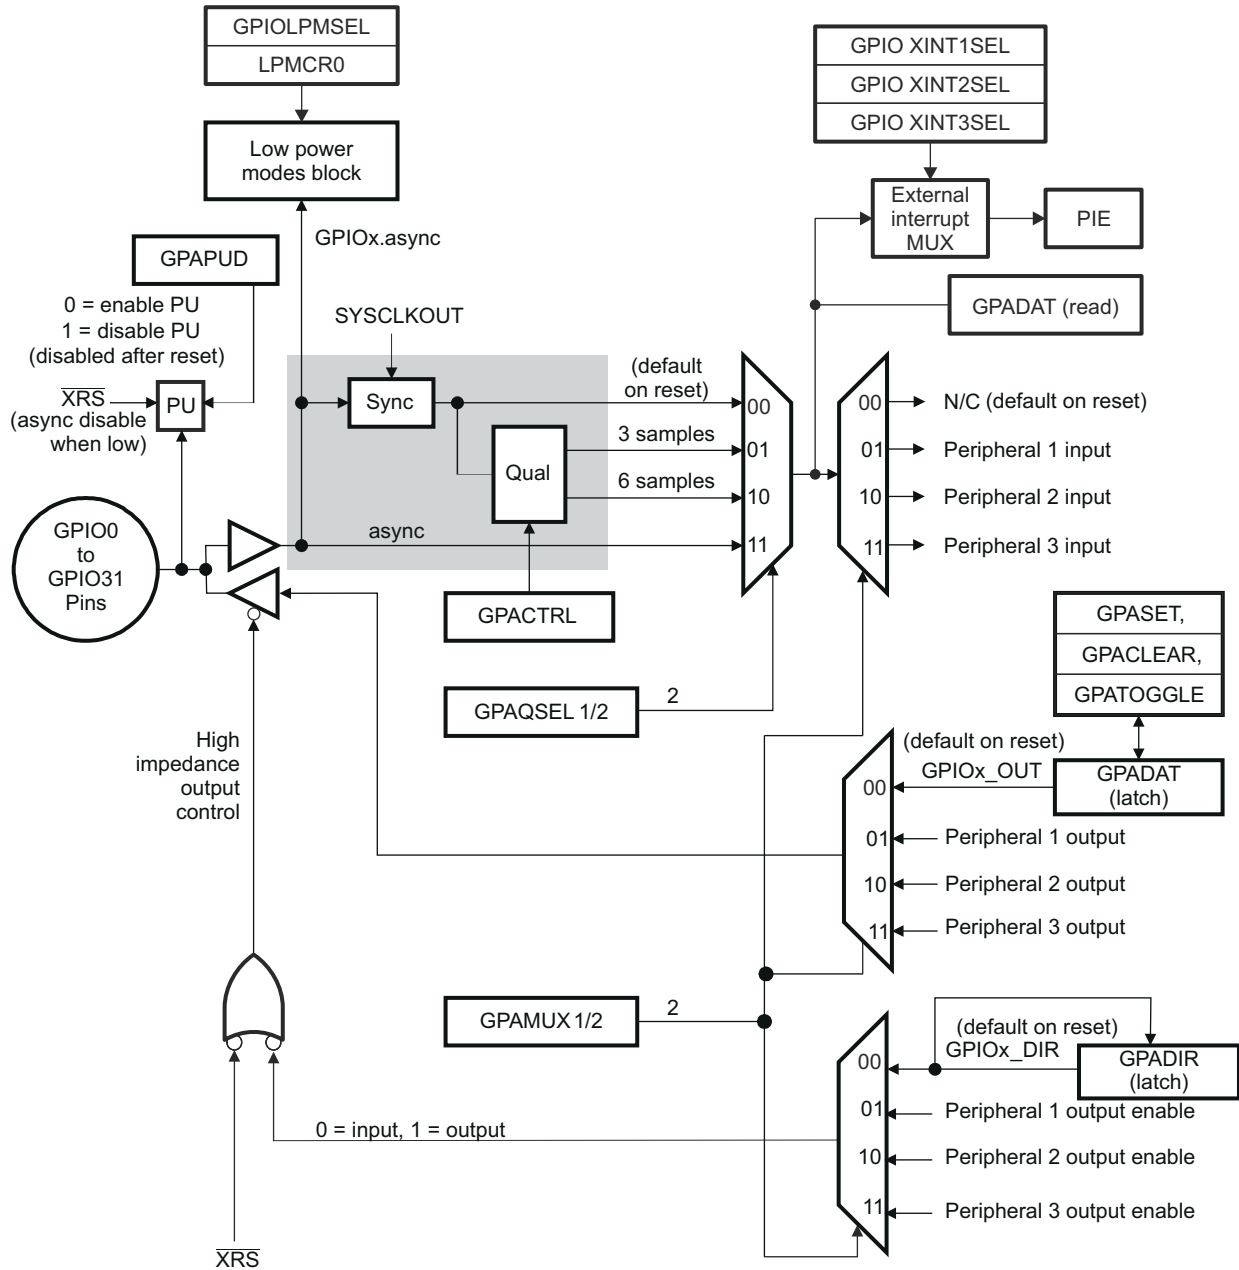 GPIOLPMSEL
LPMCR0
Low power
modes block
GPIOx.async
GPAPUD
0 = enable PU
1 = disable PU
(disabled after reset)
XRS
(async disable
when low)
PU
SYSCLKOUT
Sync
Qual
(default
on reset)
3 samples
6 samples
async
00
01
10
11
GPIO XINT1SEL
GPIO XINT2SEL
GPIO XINT3SEL
External
interrupt
MUX
PIE
GPADAT (read)
00
01
10
11
N/C (default on reset)
Peripheral 1 input
Peripheral 2 input
Peripheral 3 input
GPIO0
to
GPIO31
Pins
GPACTRL
GPAQSEL 1/2
2
GPASET,
GPACLEAR,
GPATOGGLE
High
impedance
output
control
(default on reset)
GPIOx_OUT
GPADAT
(latch)
00
01
10
11
Peripheral 1 output
Peripheral 2 output
Peripheral 3 output
GPAMUX 1/2
2
(default on reset)
GPIOx_DIR
GPADIR
(latch)
00
01
10
11
Peripheral 1 output enable
Peripheral 2 output enable
Peripheral 3 output enable
0 = input, 1 = output
XRS